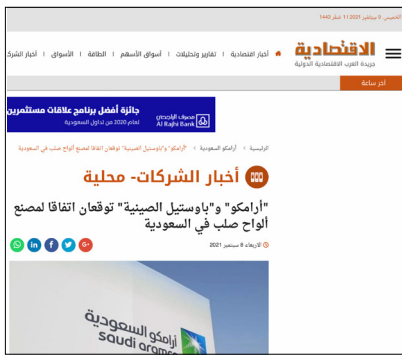 الخميس, 9 سبتمبر 2021 | 1 صفر 1443
الاقتصادية
جريدة العرب الاقتصادية الدولية
أخبار اقتصادية | تقارير وتحليلات | أسواق الأسهم | الطاقة | الأسواق | أخبار الشرك
آخر ساعة
جائزة أفضل برنامج علاقات مستثمرين
لعام 2020 من تداول السعودية
مصرف الراجحي
Al Rajhi Bank
الرئيسية > أرامكو السعودية > "أرامكو" و"باوستيل الصينية" توقعان اتفاقا لمصنع ألواح صلب في السعودية
أخبار الشركات- محلية
"أرامكو" و"باوستيل الصينية" توقعان اتفاقا لمصنع
ألواح صلب في السعودية
الأربعاء 8 سبتمبر 2021
أرامكو السعودية
saudi aramco